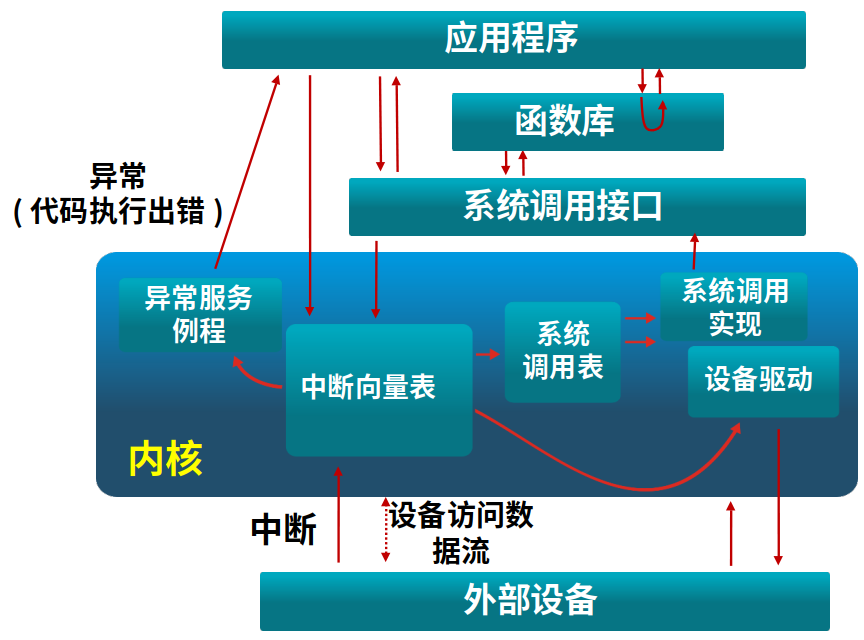 应用程序
函数库
异常
(代码执行出错)
系统调用接口
异常服务
例程
系统调用
实现
系统
调用表
中断向量表
设备驱动
内核
中断
设备访问数
据流
外部设备